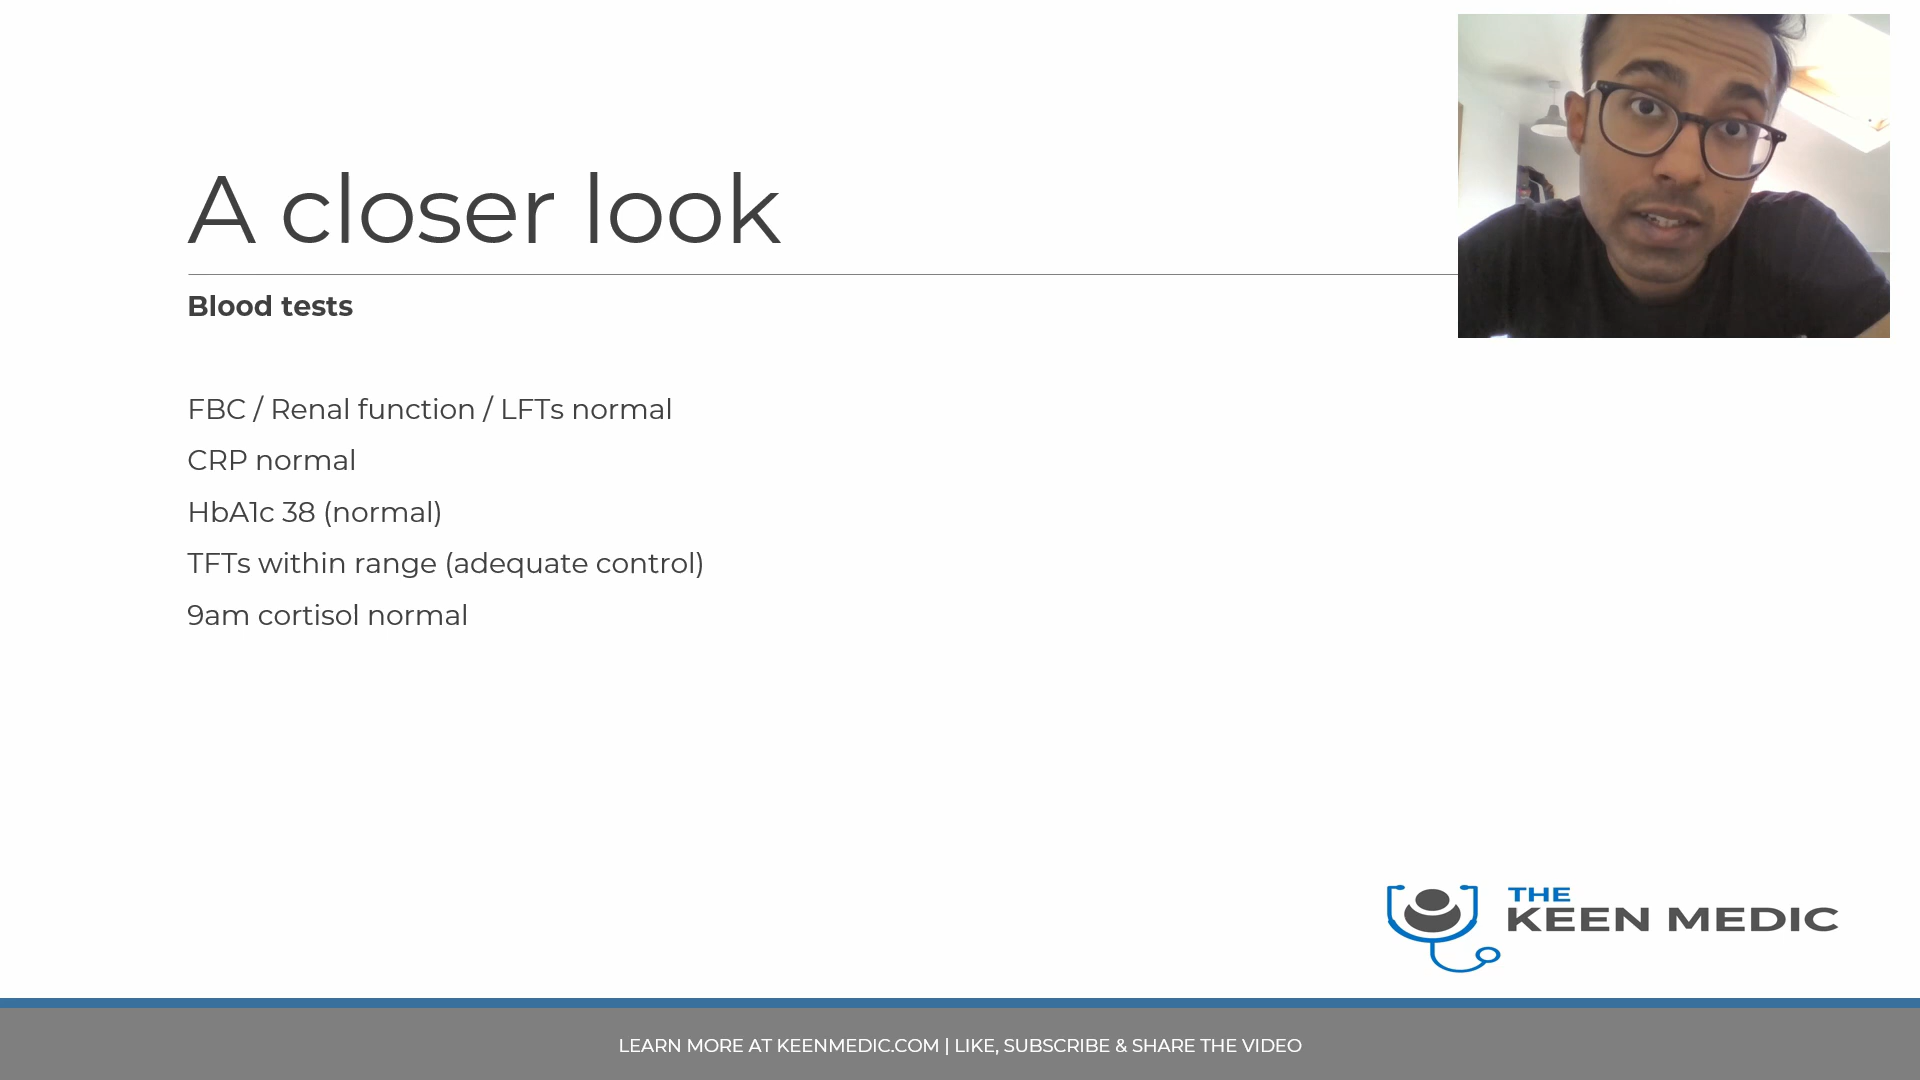 A closer look
Blood tests
FBC / Renal function / LFTs normal
CRP normal
HbA1c 38 (normal)
TFTs within range (adequate control)
9am cortisol normal
THE
KEEN MEDIC
LEARN MORE AT KEENMEDIC.COM | LIKE, SUBSCRIBE & SHARE THE VIDEO